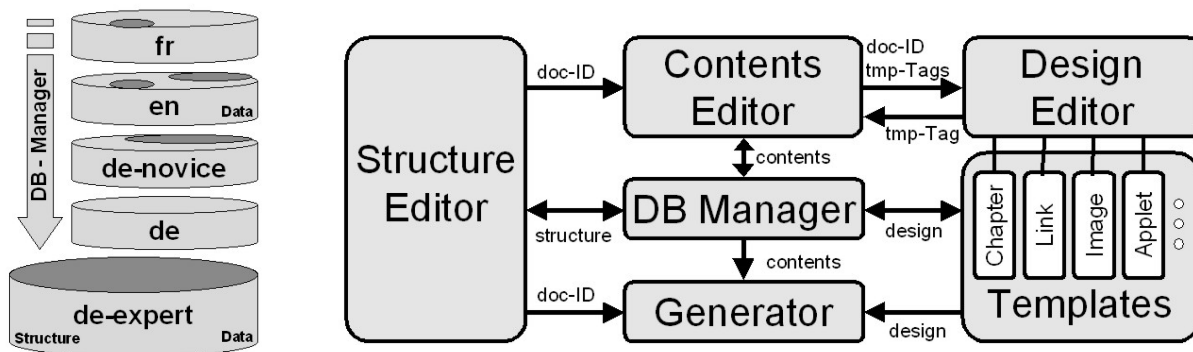 DB - Manager
fr
en
Data
de-novice
de
de-expert
Structure
Data
Structure
Editor
doc-ID
Contents
Editor
doc-ID
tmp-Tags
tmp-Tag
Design
Editor
contents
structure
DB Manager
design
contents
doc-ID
Generator
design
Chapter
Link
Image
Applet
Templates